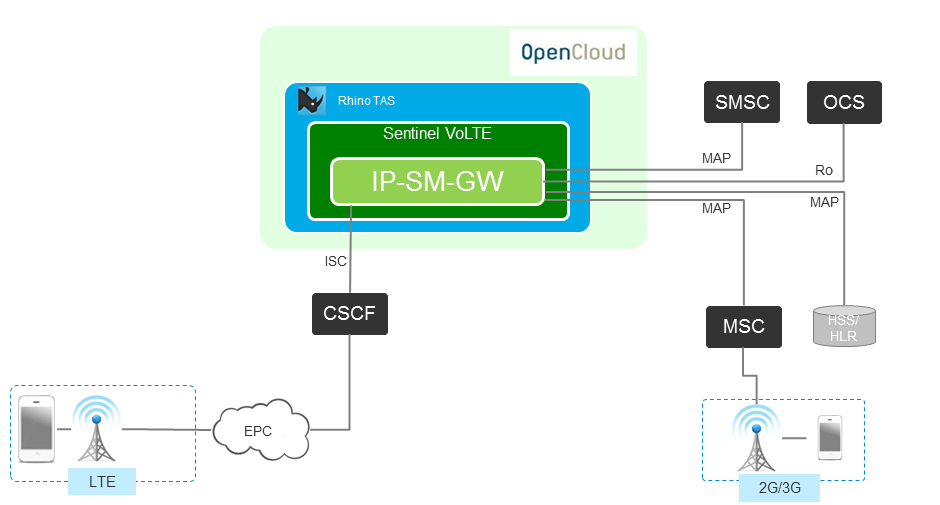 OpenCloud
Rhino TAS
Sentinel VoLTE
IP-SM-GW
SMSC
OCS
MAP
Ro
MAP
MAP
ISC
CSCF
MSC
HSS/
HLR
EPC
LTE
2G/3G